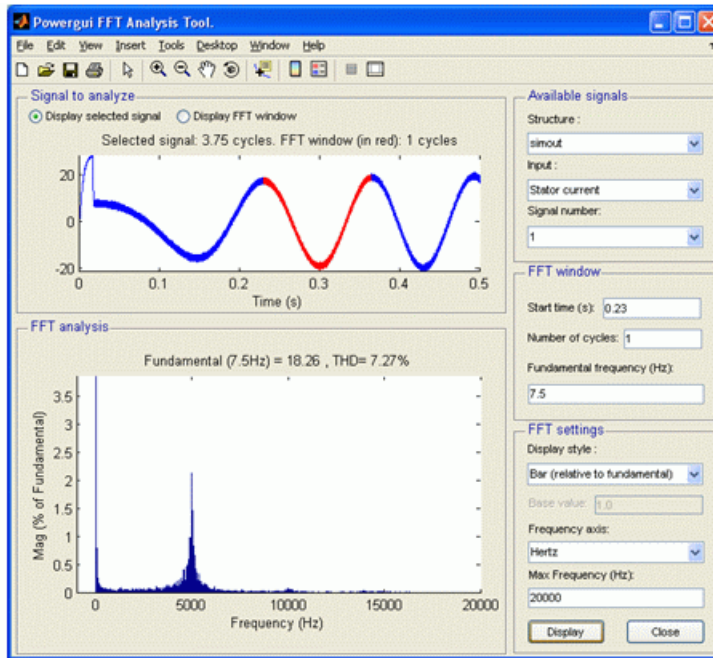 Powergui FFT Analysis Tool.
File Edit View Insert Tools Desktop Window Help
Signal to analyze
Display selected signal Display FFT window
Selected signal: 3.75 cycles. FFT window (in red): 1 cycles
20
0
-20
0 0.1 0.2 0.3 0.4 0.5
Time (s)
FFT analysis
Fundamental (7.5Hz) = 18.26 , THD= 7.27%
3.5
3
2.5
2
1.5
1
0.5
0
Mag (% of Fundamental)
0 5000 10000 15000 20000
Frequency (Hz)
Available signals
Structure :
simout
Input :
Stator current
Signal number:
1
FFT window
Start time (s): 0.23
Number of cycles: 1
Fundamental frequency (Hz):
7.5
FFT settings
Display style :
Bar (relative to fundamental)
Base value: 1.0
Frequency axis:
Hertz
Max Frequency (Hz):
20000
Display Close